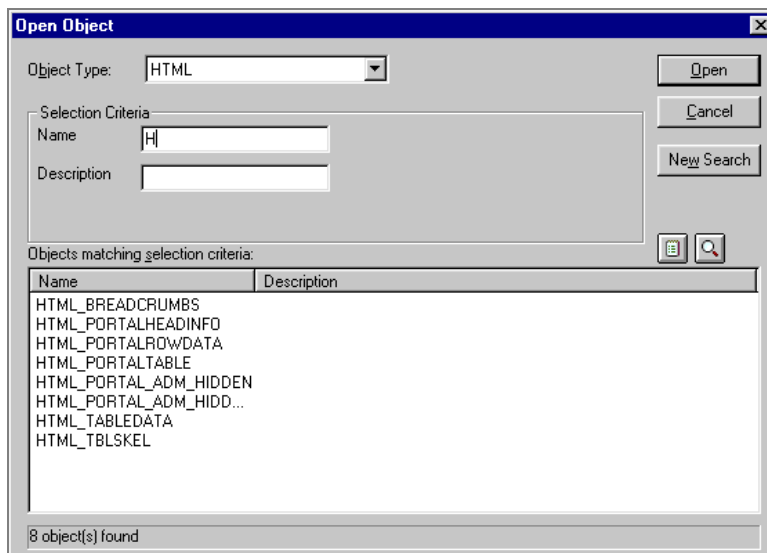 Open Object
Object Type: HTML
Open
Selection Criteria
Cancel
Name H
New Search
Description
Objects matching selection criteria:
Name Description
HTML_BREADCRUMBS
HTML_PORTALHEADINFO
HTML_PORTALROWDATA
HTML_PORTALTABLE
HTML_PORTAL_ADM_HIDDEN
HTML_PORTAL_ADM_HIDD...
HTML_TABLEDATA
HTML_TBLSKEL
8 object(s) found